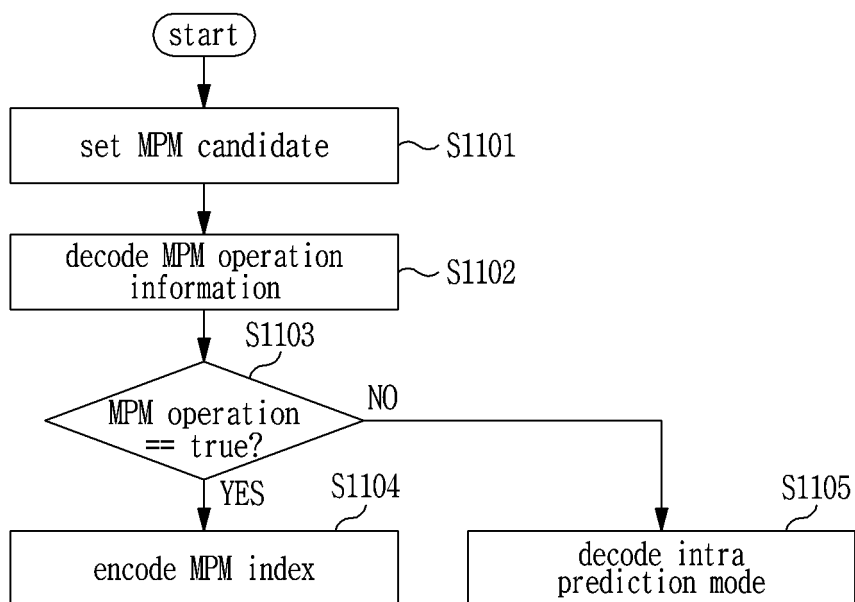 start
set MPM candidate
S1101
decode MPM operation
information
S1102
S1103
MPM operation
== true?
NO
YES
S1104
encode MPM index
S1105
decode intra
prediction mode